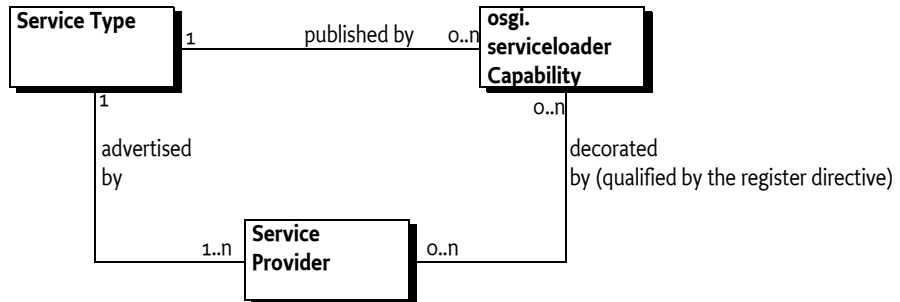 Service Type
osgi.
serviceloader
Capability
1
published by
0..n
1
0..n
advertised
by
decorated
by (qualified by the register directive)
Service
Provider
1..n
0..n